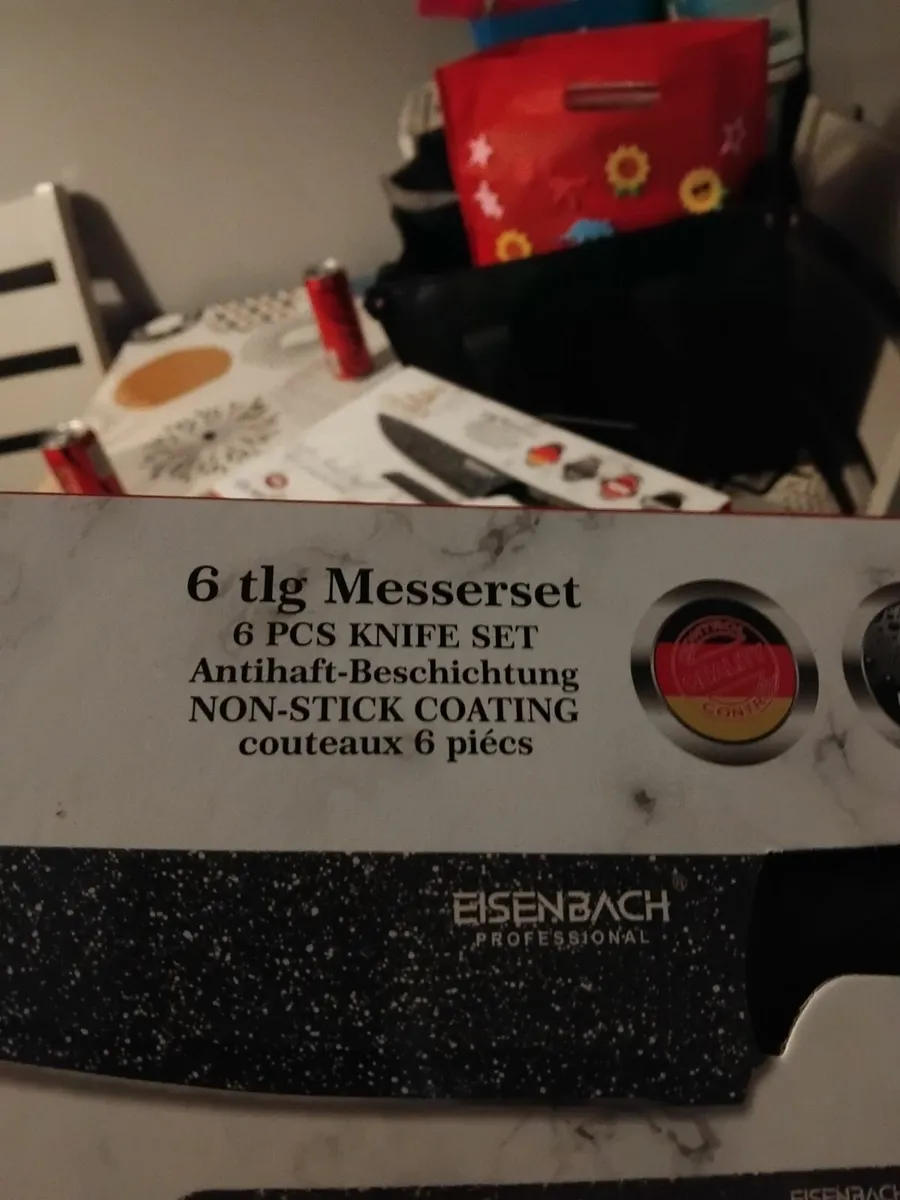 6 tlg Messerset
6 PCS KNIFE SET
Antihaft-Beschichtung
NON-STICK COATING
couteaux 6 piécs
EISENBACH®
PROFESSIONAL